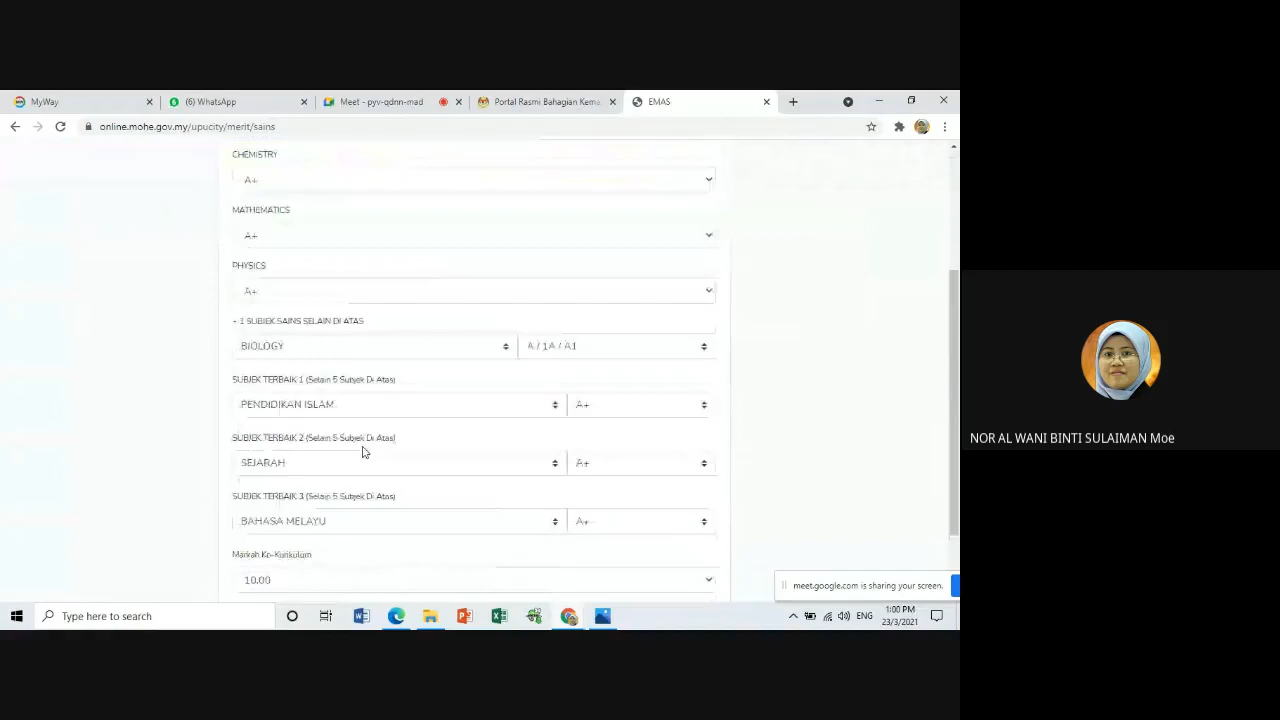 MyWay
(6) WhatsApp
Meet - pyv-qdnn-mad
Portal Rasmi Bahagian Keme
EMAS
online.mohe.gov.my/upucity/merit/sains
CHEMISTRY
A+
MATHEMATICS
A+
PHYSICS
A+
+ 1 SUBJEK SAINS SELAIN DI ATAS
BIOLOGY
A / 1A / A1
SUBJEK TERBAIK 1 (Selain 5 Subjek Di Atas)
PENDIDIKAN ISLAM
A+
SUBJEK TERBAIK 2 (Selain 5 Subjek Di Atas)
SEJARAH
A+
SUBJEK TERBAIK 3 (Selain 5 Subjek Di Atas)
BAHASA MELAYU
A+
Markah Ko-Kurikulum
10.00
meet.google.com is sharing your screen.
Type here to search
ENG
1:00 PM
23/3/2021
NOR AL WANI BINTI SULAIMAN Moe